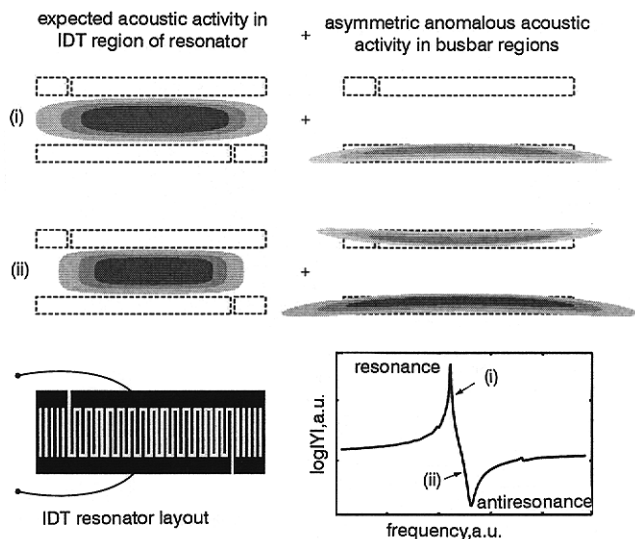 expected acoustic activity in
IDT region of resonator
+
asymmetric anomalous acoustic
activity in busbar regions
(i)
+
(ii)
+
IDT resonator layout
log|Y|,a.u.
resonance
(i)
(ii)
antiresonance
frequency,a.u.